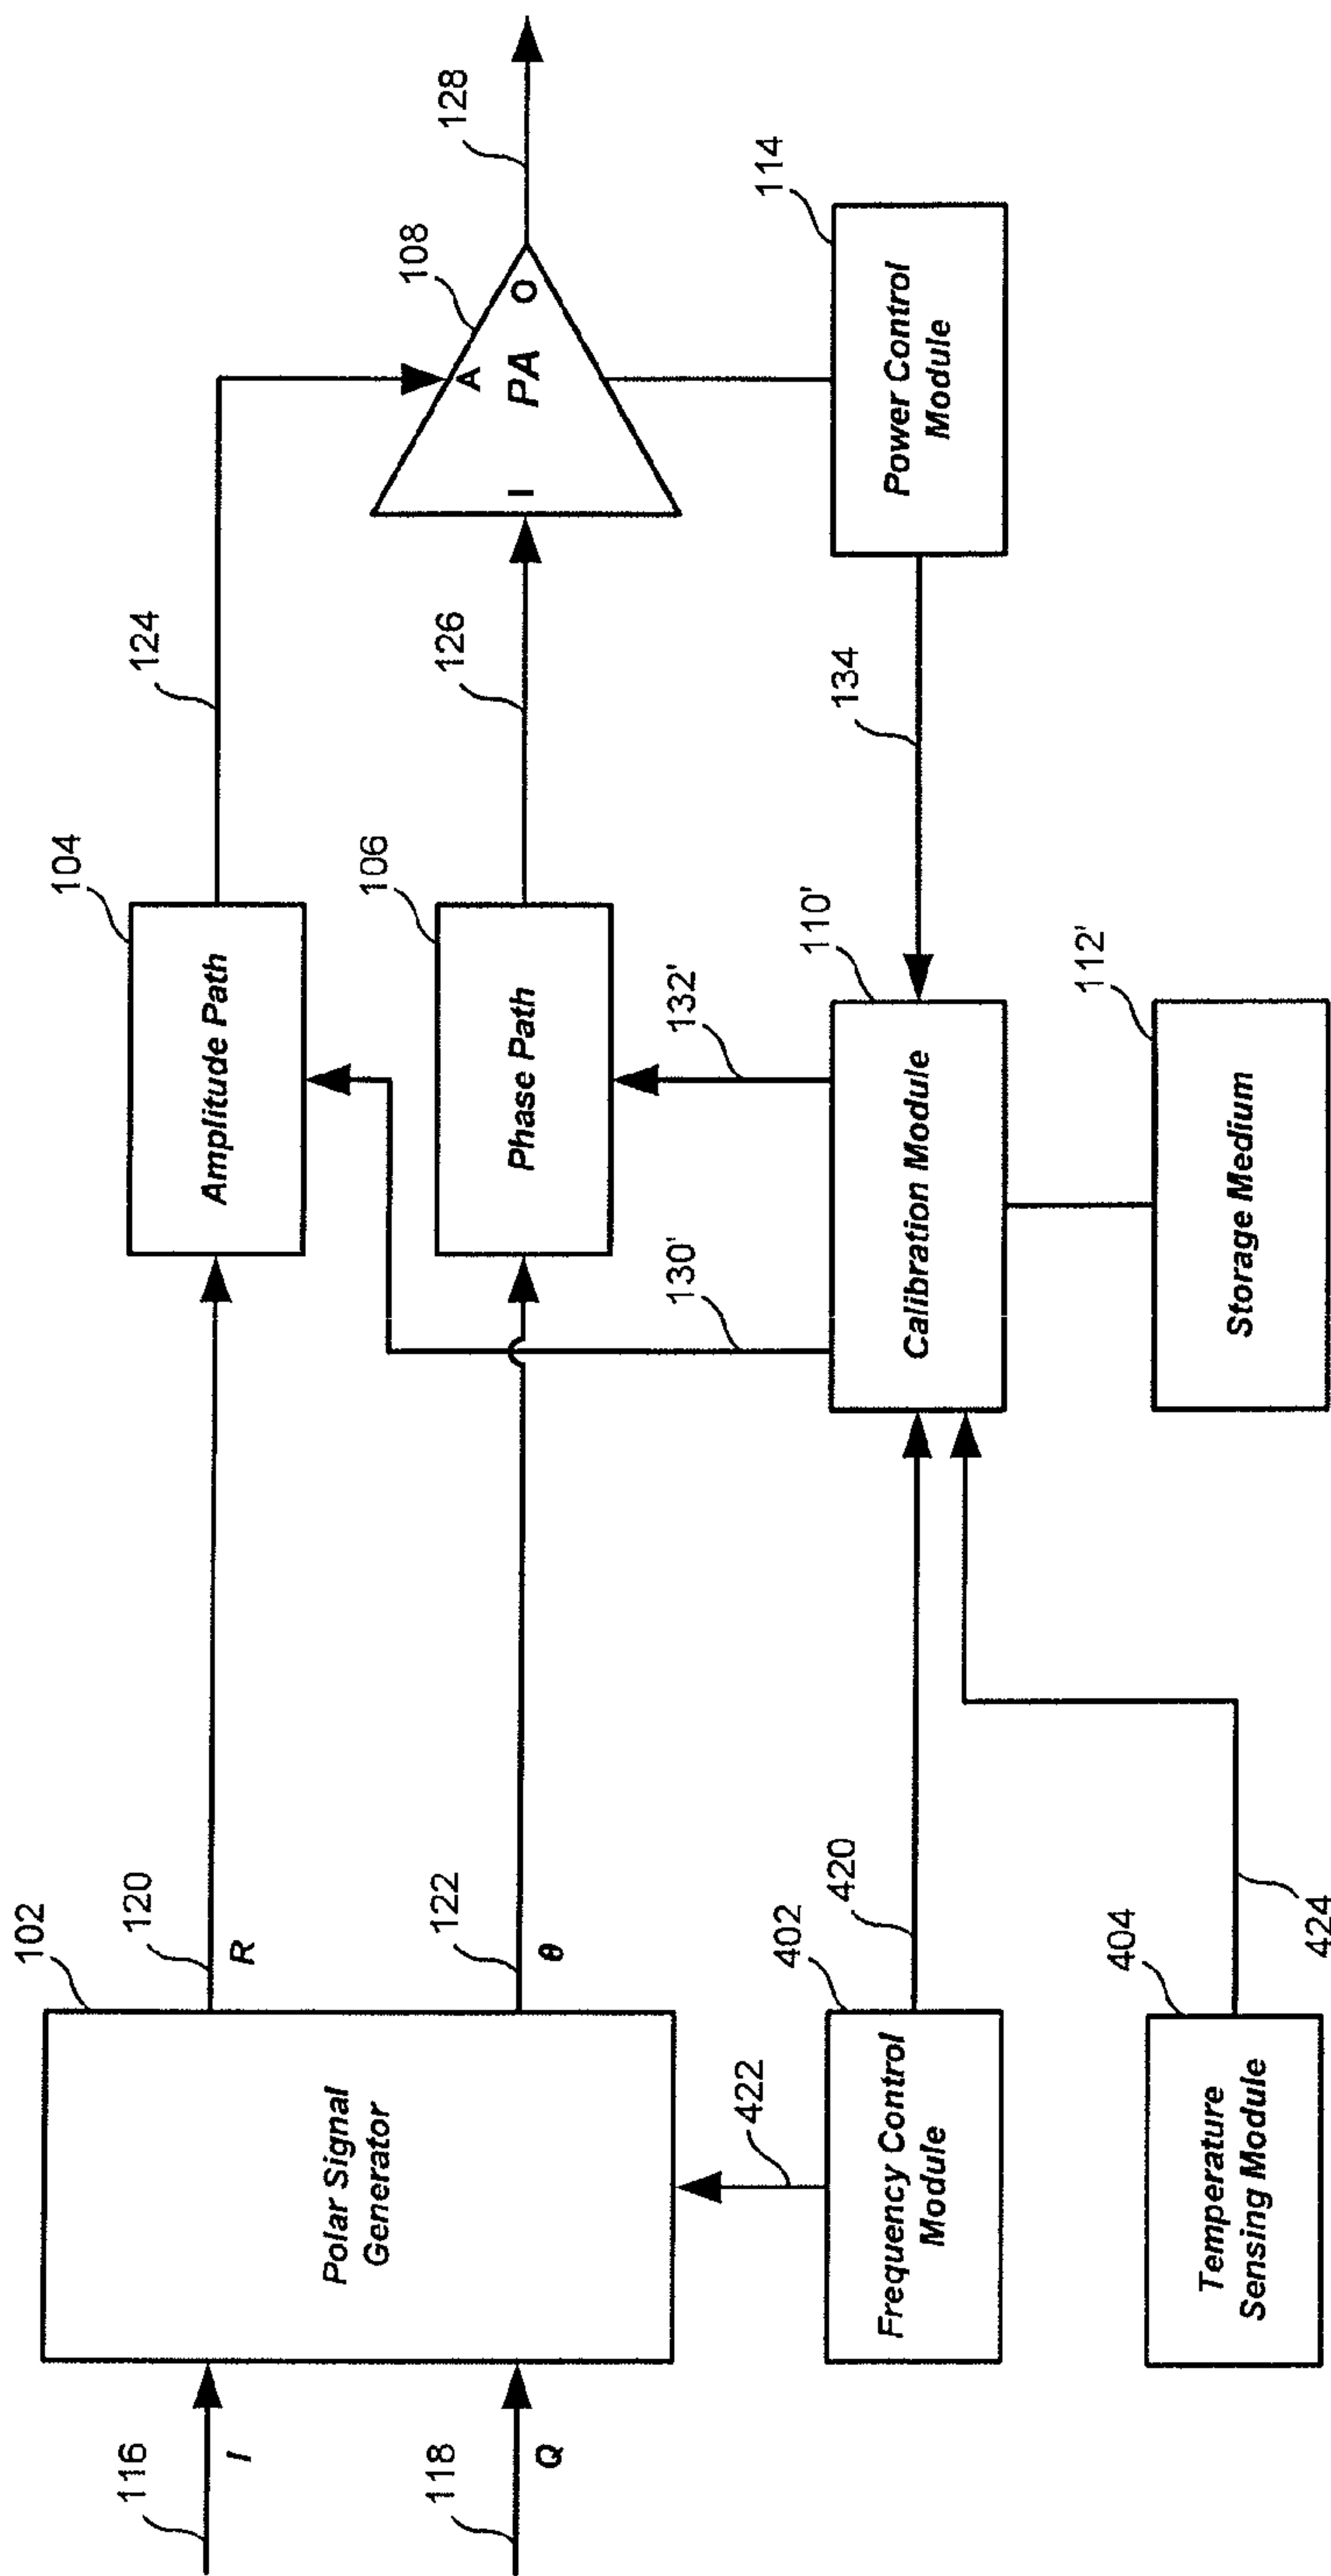 116
I
118
Q
102
Polar Signal
Generator
120
R
122
θ
104
Amplitude Path
124
106
Phase Path
126
108
A
I
PA
O
128
422
402
Frequency Control
Module
420
404
Temperature
Sensing Module
424
130'
132'
110'
Calibration Module
112'
Storage Medium
134
114
Power Control
Module